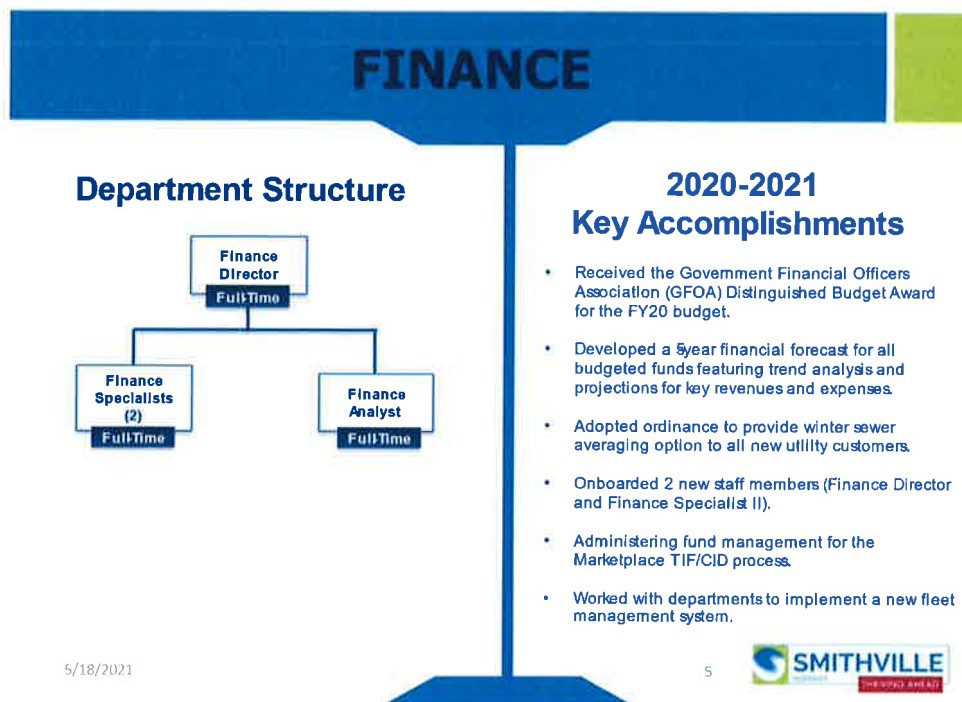 FINANCE
Department Structure
Finance
Director
Full-Time
Finance
Specialists
(2)
Full-Time
Finance
Analyst
Full-Time
2020-2021
Key Accomplishments
• Received the Government Financial Officers
Association (GFOA) Distinguished Budget Award
for the FY20 budget.
• Developed a 5year financial forecast for all
budgeted funds featuring trend analysis and
projections for key revenues and expenses.
• Adopted ordinance to provide winter sewer
averaging option to all new utility customers.
• Onboarded 2 new staff members (Finance Director
and Finance Specialist II).
• Administering fund management for the
Marketplace TIF/CID process.
• Worked with departments to implement a new fleet
management system.
5/18/2021
5
SMITHVILLE
THRIVING AHEAD